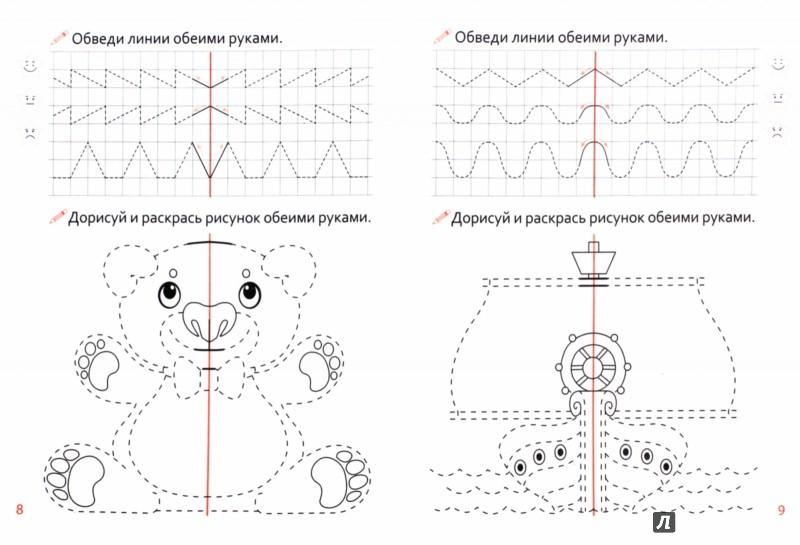 Обведи линии обеими руками.
Дорисуй и раскрась рисунок обеими руками.
8
Обведи линии обеими руками.
Дорисуй и раскрась рисунок обеими руками.
9
Л